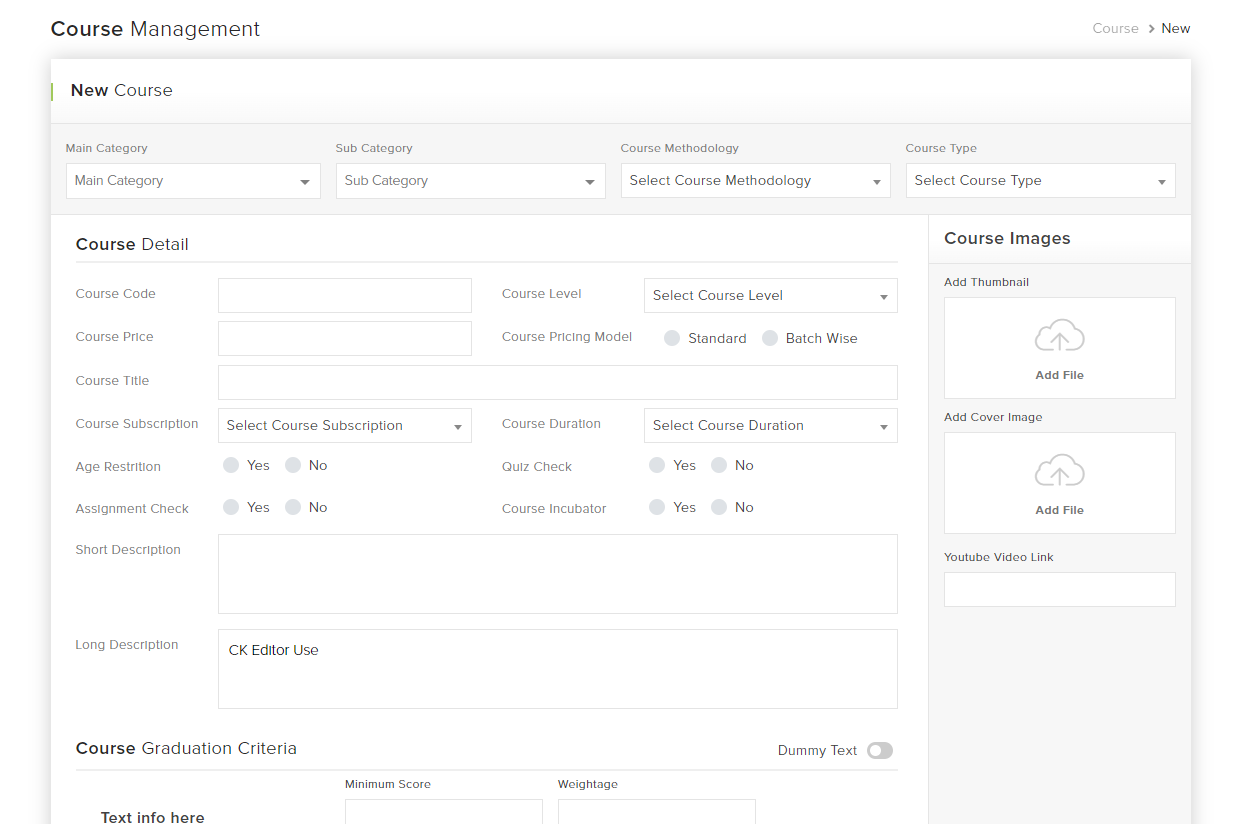 Course Management
Course > New
New Course
Main Category Sub Category Course Methodology Course Type
Main Category Sub Category Select Course Methodology Select Course Type
Course Detail
Course Code Course Level Select Course Level
Course Price Course Pricing Model Standard Batch Wise
Course Title
Course Subscription Select Course Subscription Course Duration Select Course Duration
Age Restrition Yes No Quiz Check Yes No
Assignment Check Yes No Course Incubator Yes No
Short Description
Long Description
CK Editor Use
Course Graduation Criteria Dummy Text
Minimum Score Weightage
Text info here
Course Images
Add Thumbnail
Add File
Add Cover Image
Add File
Youtube Video Link